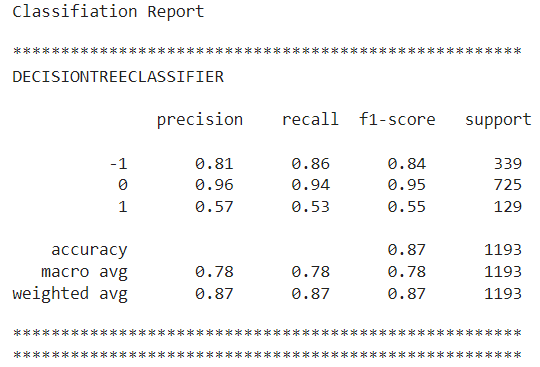 Classifiation Report
*****************************************************
DECISIONTREECLASSIFIER
precision recall f1-score support
-1 0.81 0.86 0.84 339
0 0.96 0.94 0.95 725
1 0.57 0.53 0.55 129
accuracy 0.87 1193
macro avg 0.78 0.78 0.78 1193
weighted avg 0.87 0.87 0.87 1193
*****************************************************
*****************************************************